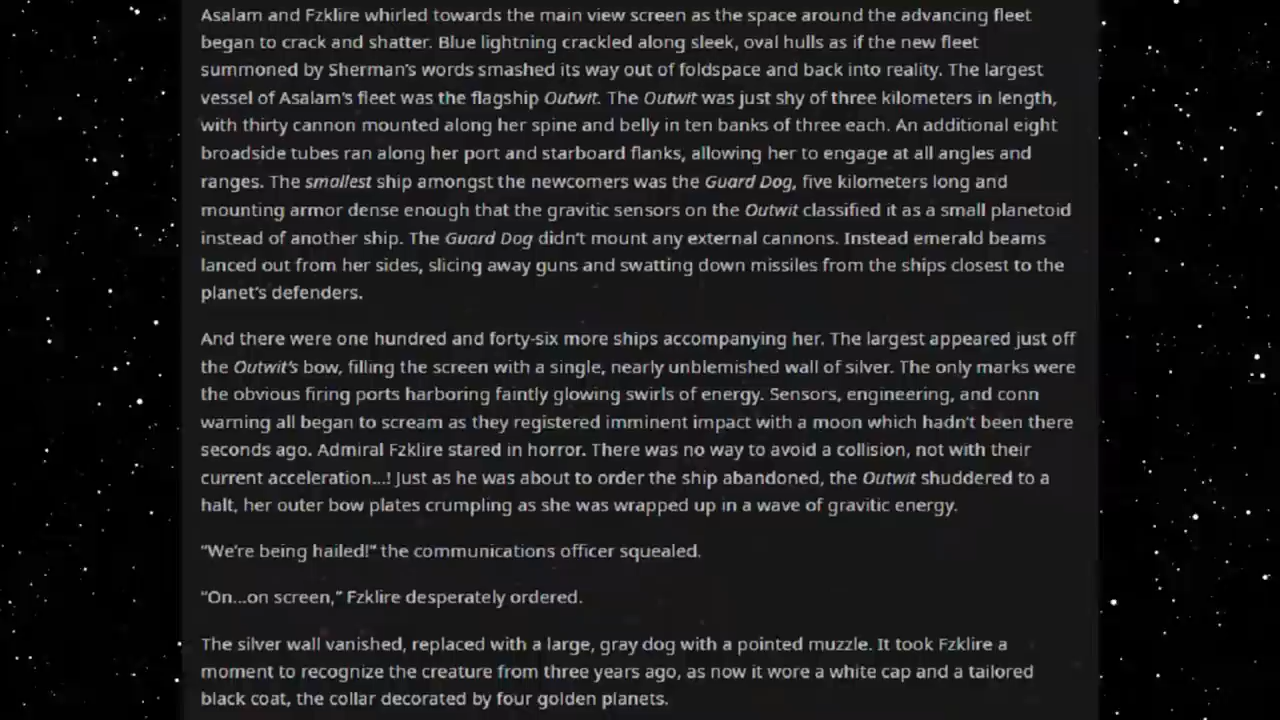 Asalam and Fzklire whirled towards the main view screen as the space around the advancing fleet
began to crack and shatter. Blue lightning crackled along sleek, oval hulls as if the new fleet
summoned by Sherman's words smashed its way out of foldspace and back into reality. The largest
vessel of Asalam's fleet was the flagship Outwit. The Outwit was just shy of three kilometers in length,
with thirty cannon mounted along her spine and belly in ten banks of three each. An additional eight
broadside tubes ran along her port and starboard flanks, allowing her to engage at all angles and
ranges. The smallest ship amongst the newcomers was the Guard Dog, five kilometers long and
mounting armor dense enough that the gravitic sensors on the Outwit classified it as a small planetoid
instead of another ship. The Guard Dog didn't mount any external cannons. Instead emerald beams
lanced out from her sides, slicing away guns and swatting down missiles from the ships closest to the
planet's defenders.
And there were one hundred and forty-six more ships accompanying her. The largest appeared just off
the Outwit's bow, filling the screen with a single, nearly unblemished wall of silver. The only marks were
the obvious firing ports harboring faintly glowing swirls of energy. Sensors, engineering, and conn
warning all began to scream as they registered imminent impact with a moon which hadn't been there
seconds ago. Admiral Fzklire stared in horror. There was no way to avoid a collision, not with their
current acceleration...! Just as he was about to order the ship abandoned, the Outwit shuddered to a
halt, her outer bow plates crumpling as she was wrapped up in a wave of gravitic energy.
"We're being hailed!" the communications officer squealed.
"On...on screen," Fzklire desperately ordered.
The silver wall vanished, replaced with a large, gray dog with a pointed muzzle. It took Fzklire a
moment to recognize the creature from three years ago, as now it wore a white cap and a tailored
black coat, the collar decorated by four golden planets.